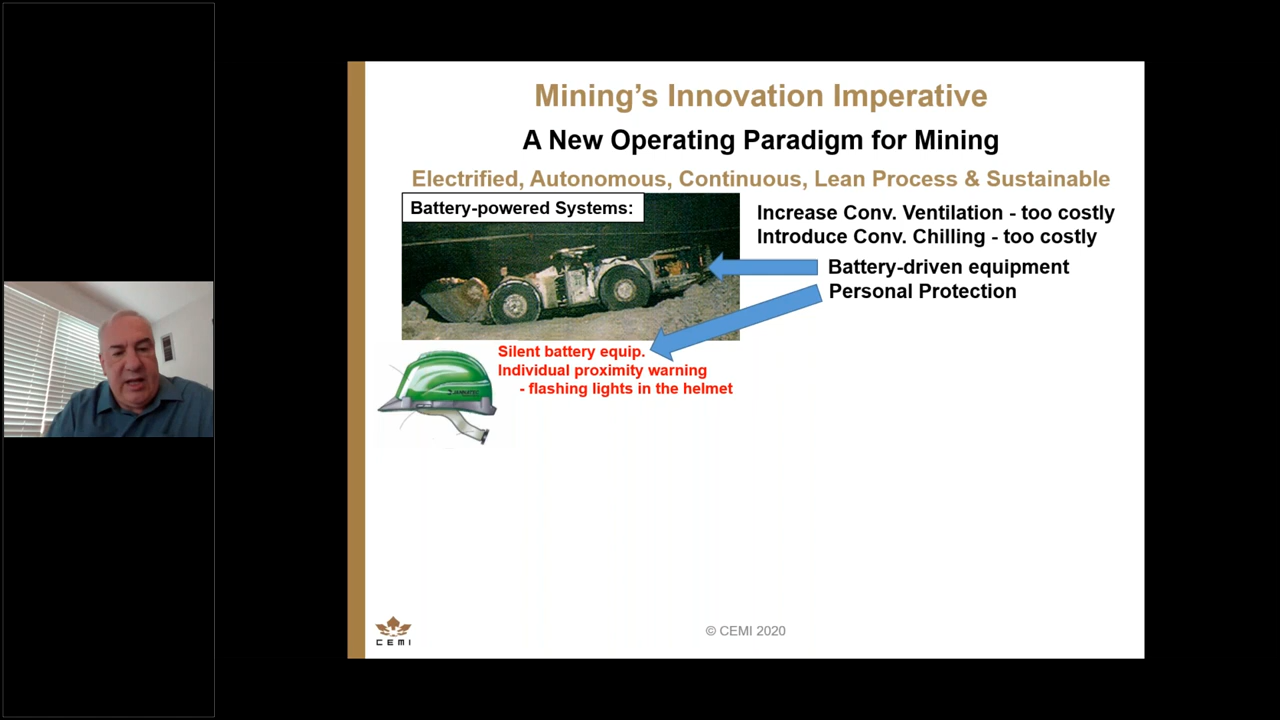 Mining's Innovation Imperative
A New Operating Paradigm for Mining
Electrified, Autonomous, Continuous, Lean Process & Sustainable
Battery-powered Systems:
Increase Conv. Ventilation - too costly
Introduce Conv. Chilling - too costly
Battery-driven equipment
Personal Protection
Silent battery equip.
Individual proximity warning
- flashing lights in the helmet
CEMI
© CEMI 2020